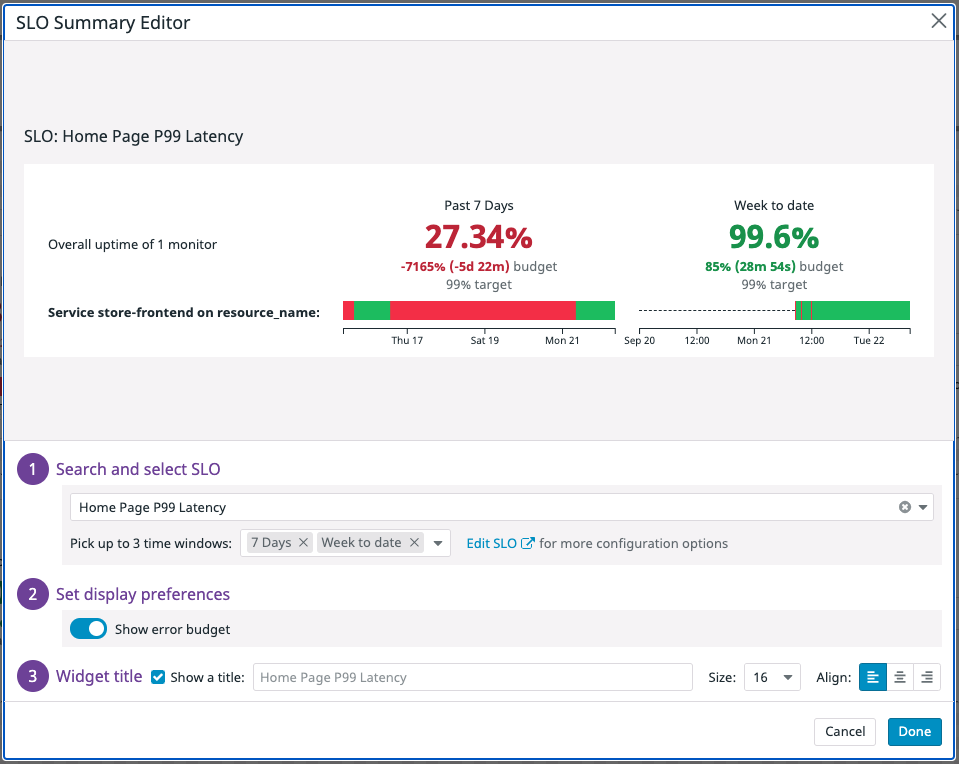 SLO Summary Editor
SLO: Home Page P99 Latency
Past 7 Days
Week to date
Overall uptime of 1 monitor
27.34%
99.6%
-7165% (-5d 22m) budget
85% (28m 54s) budget
99% target
99% target
Service store-frontend on resource_name:
Thu 17 Sat 19 Mon 21
Sep 20 12:00 Mon 21 12:00 Tue 22
1 Search and select SLO
Home Page P99 Latency
Pick up to 3 time windows: 7 Days Week to date Edit SLO for more configuration options
2 Set display preferences
Show error budget
3 Widget title Show a title: Home Page P99 Latency Size: 16 Align:
Cancel Done